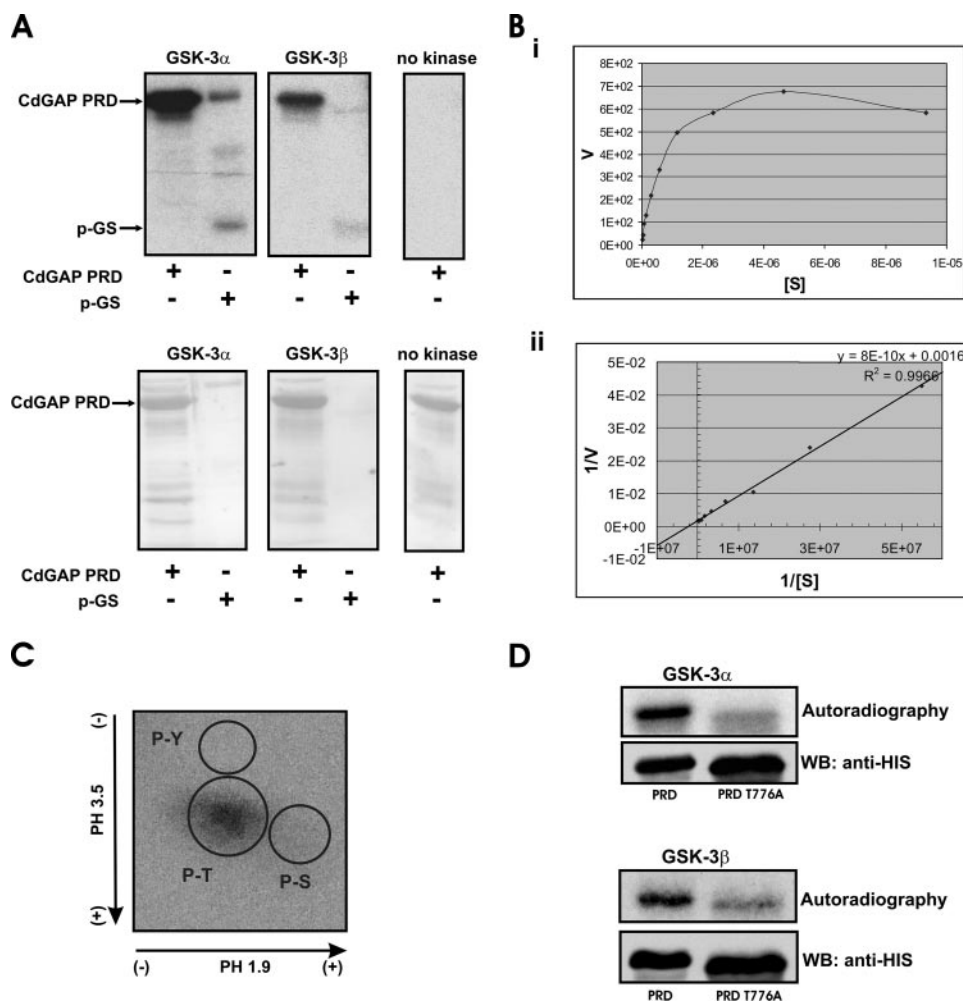 A
GSK-3α GSK-3β no kinase
CdGAP PRD
p-GS
CdGAP PRD + - + - +
p-GS - + - + -
GSK-3α GSK-3β no kinase
CdGAP PRD
CdGAP PRD + - + - +
p-GS - + - + -
B
i
8E+02
7E+02
6E+02
5E+02
4E+02
3E+02
2E+02
1E+02
0E+00
V
0E+00 2E-06 4E-06 6E-06 8E-06 1E-05
[S]
ii
y = 8E-10x + 0.0016
R² = 0.9966
5E-02
4E-02
3E-02
2E-02
1E-02
0E+00
-1E-02
1/V
-1E+07 1E+07 3E+07 5E+07
1/[S]
C
(-)
PH 3.5
(+)
P-Y
P-T
P-S
(-) PH 1.9 (+)
D
GSK-3α
Autoradiography
WB: anti-HIS
PRD PRD T776A
GSK-3β
Autoradiography
WB: anti-HIS
PRD PRD T776A